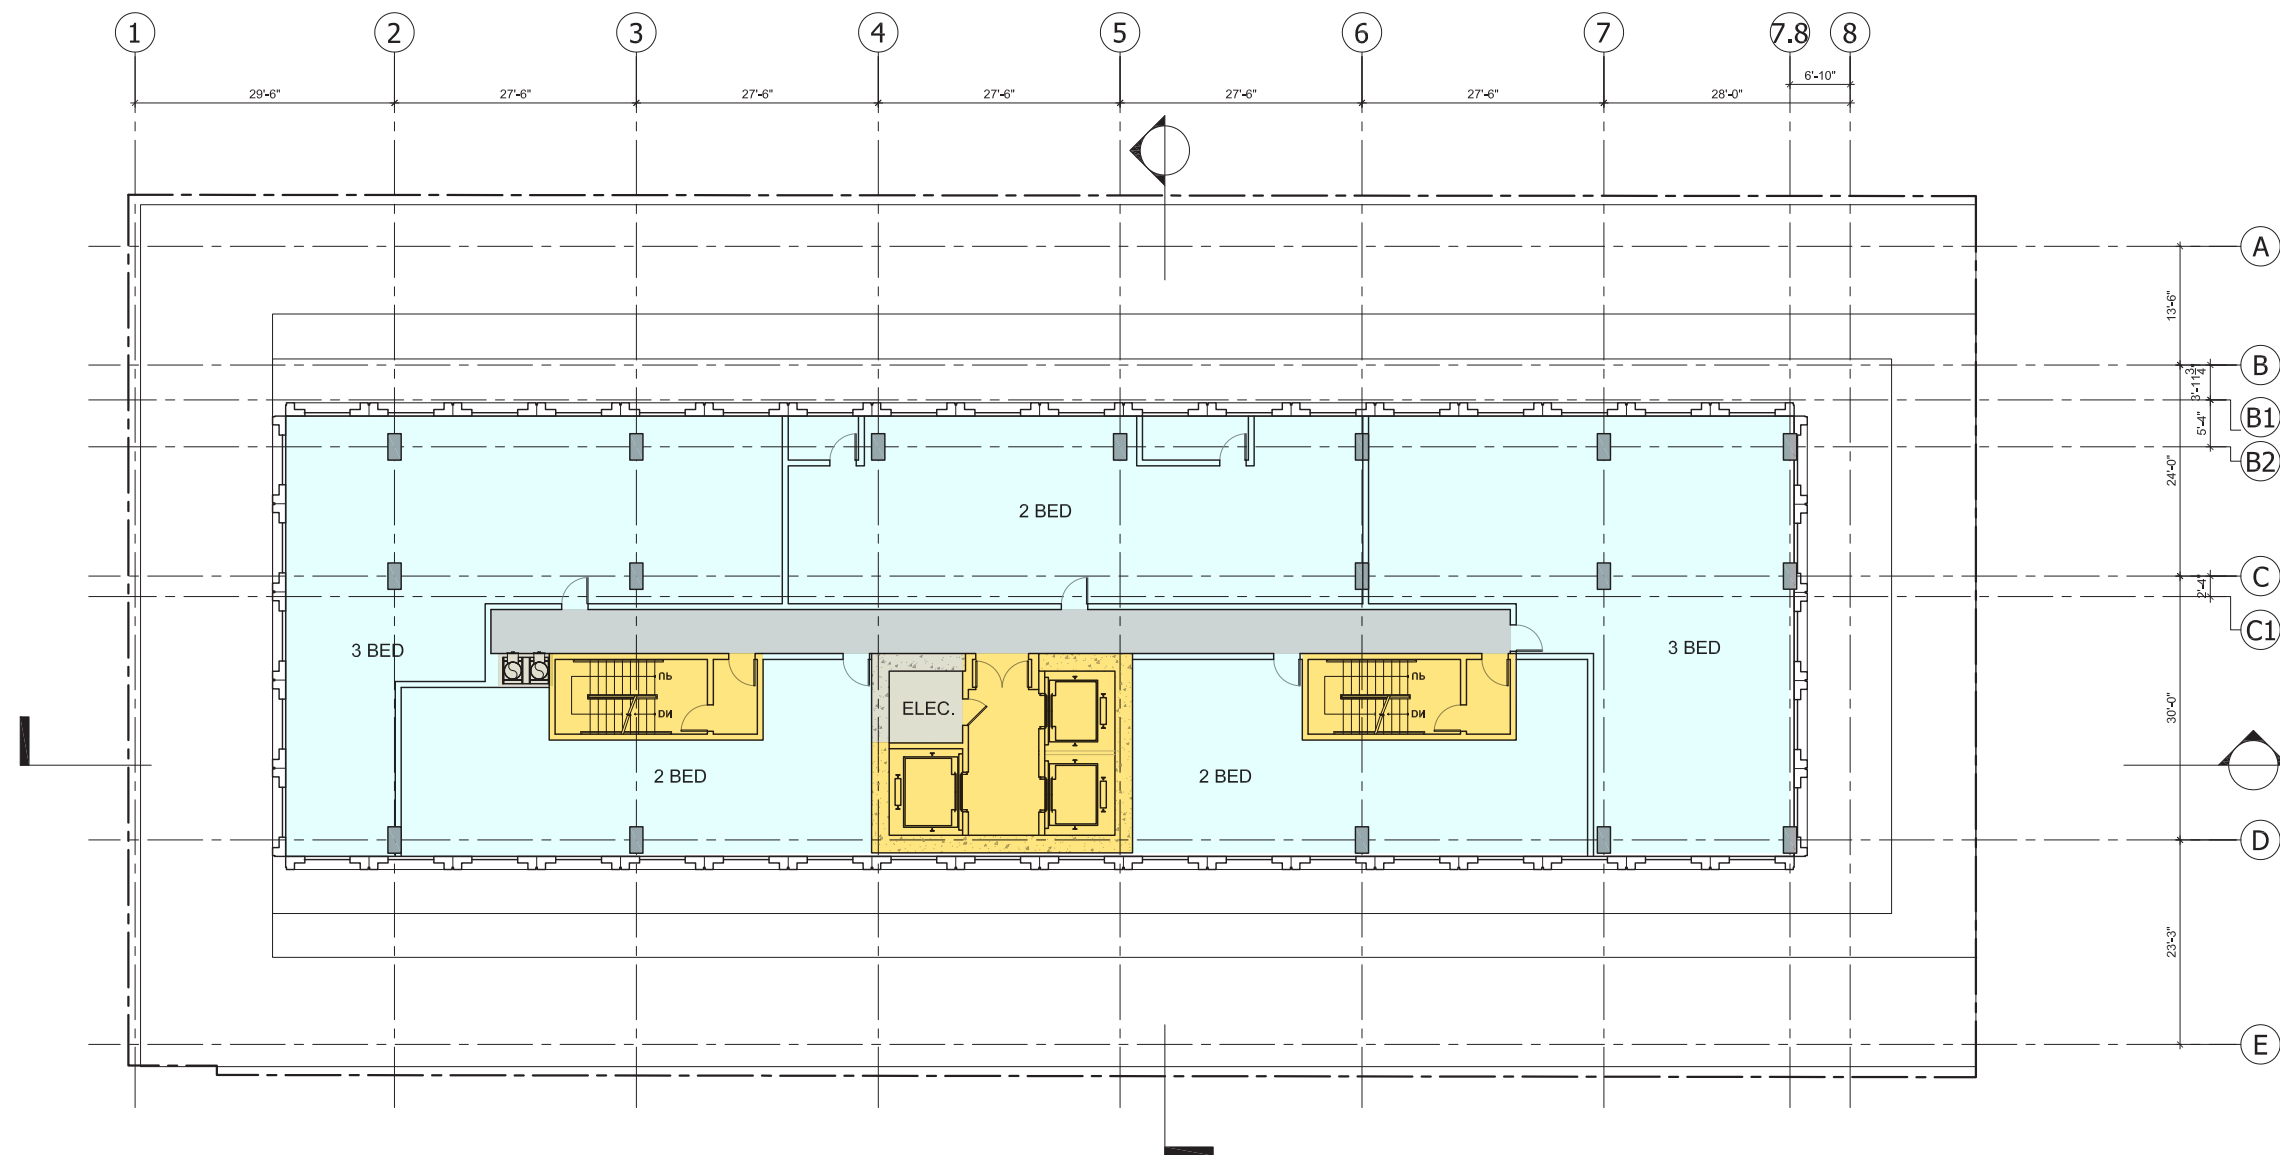 1 2 3 4 5 6 7 7.8 8
6'-10"
29'-6" 27'-6" 27'-6" 27'-6" 27'-6" 27'-6" 28'-0"
A
13'-6"
B
3'-11 3/4"
B1
5'-4"
B2
24'-0"
2 BED
C
2'-4"
C1
3 BED
3 BED
UP
UP
ELEC.
DN
DN
30'-0"
2 BED
2 BED
D
23'-3"
E